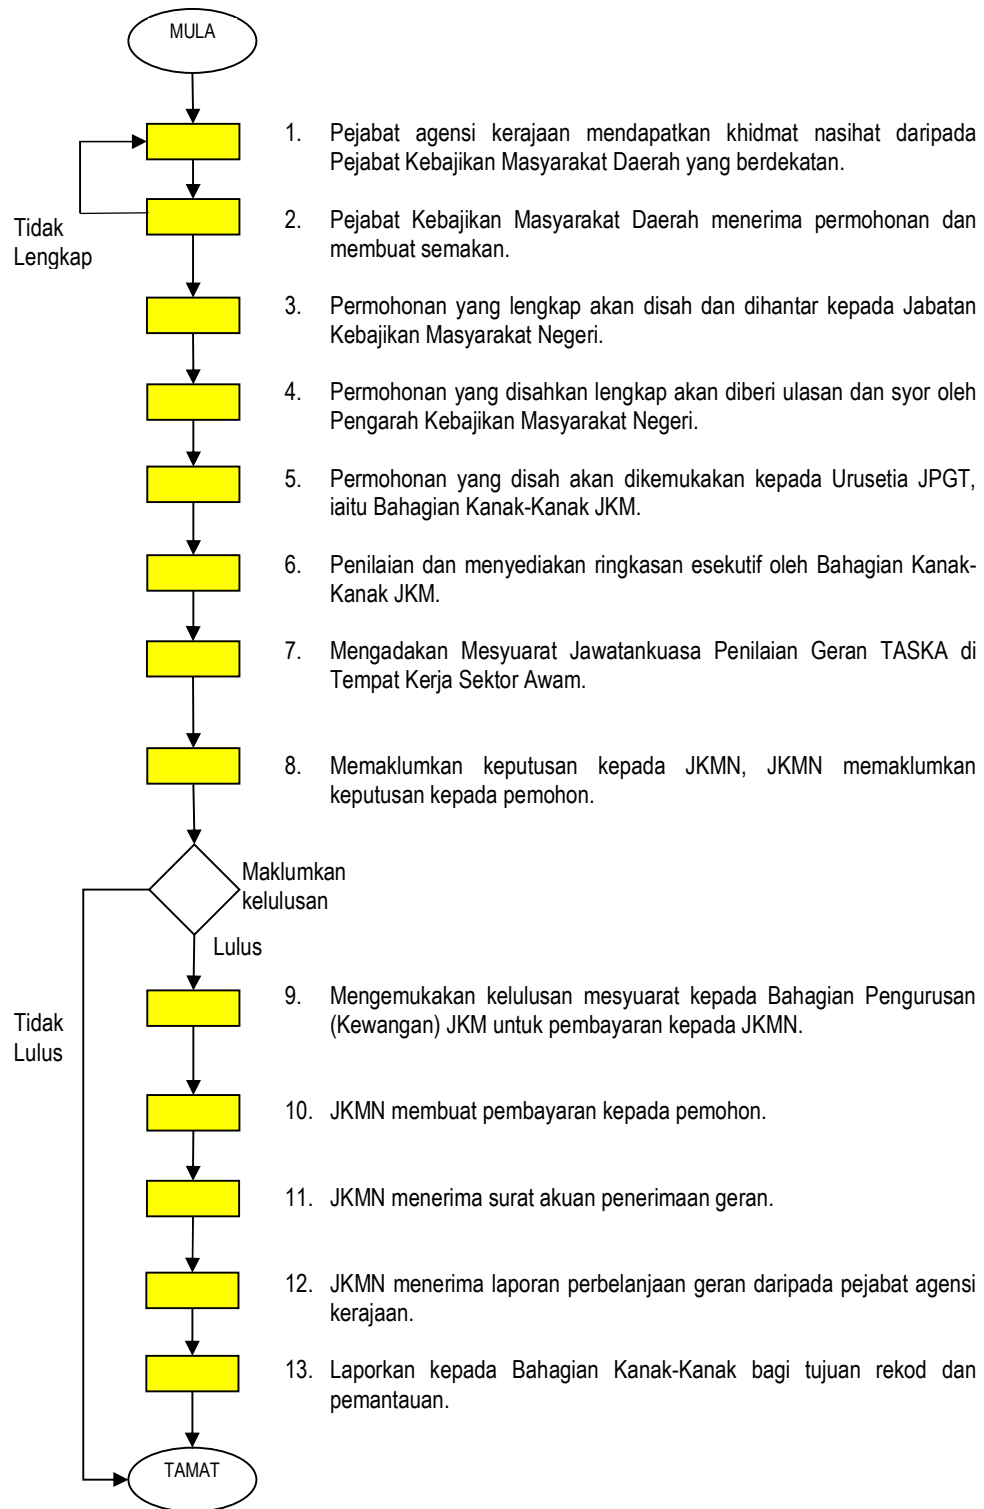 MULA
1. Pejabat agensi kerajaan mendapatkan khidmat nasihat daripada
Pejabat Kebajikan Masyarakat Daerah yang berdekatan.
Tidak
Lengkap
2. Pejabat Kebajikan Masyarakat Daerah menerima permohonan dan
membuat semakan.
3. Permohonan yang lengkap akan disah dan dihantar kepada Jabatan
Kebajikan Masyarakat Negeri.
4. Permohonan yang disahkan lengkap akan diberi ulasan dan syor oleh
Pengarah Kebajikan Masyarakat Negeri.
5. Permohonan yang disah akan dikemukakan kepada Urusetia JPGT,
iaitu Bahagian Kanak-Kanak JKM.
6. Penilaian dan menyediakan ringkasan esekutif oleh Bahagian Kanak-
Kanak JKM.
7. Mengadakan Mesyuarat Jawatankuasa Penilaian Geran TASKA di
Tempat Kerja Sektor Awam.
8. Memaklumkan keputusan kepada JKMN, JKMN memaklumkan
keputusan kepada pemohon.
Maklumkan
kelulusan
Lulus
Tidak
Lulus
9. Mengemukakan kelulusan mesyuarat kepada Bahagian Pengurusan
(Kewangan) JKM untuk pembayaran kepada JKMN.
10. JKMN membuat pembayaran kepada pemohon.
11. JKMN menerima surat akuan penerimaan geran.
12. JKMN menerima laporan perbelanjaan geran daripada pejabat agensi
kerajaan.
13. Laporkan kepada Bahagian Kanak-Kanak bagi tujuan rekod dan
pemantauan.
TAMAT